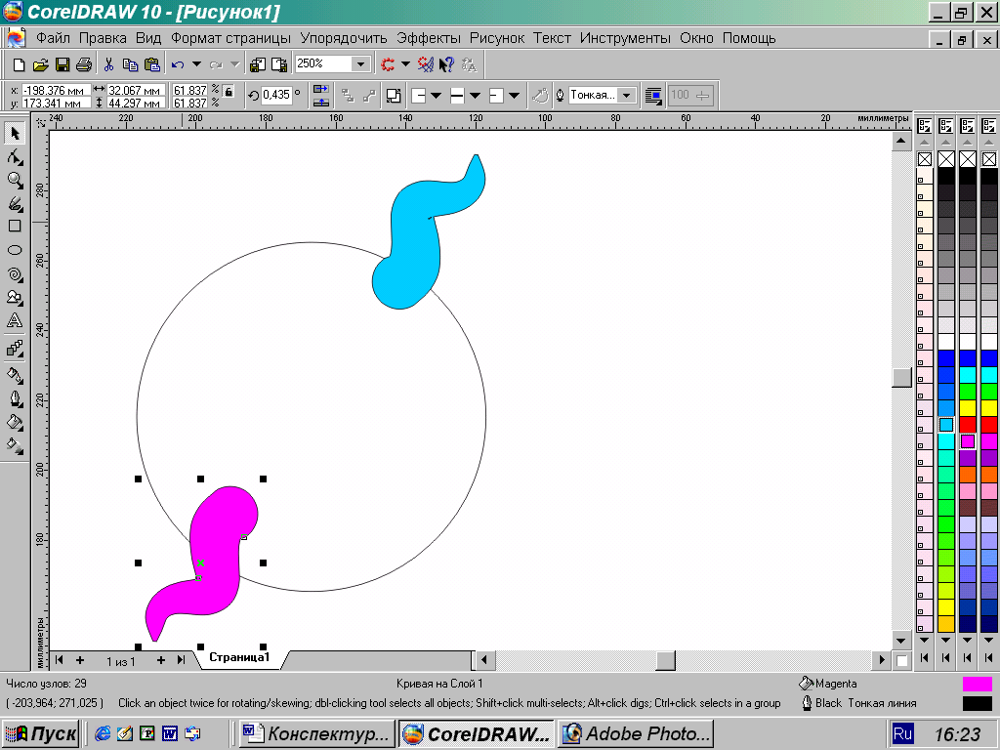 CorelDRAW 10 - [Рисунок1]
Файл Правка Вид Формат страницы Упорядочить Эффекты Рисунок Текст Инструменты Окно Помощь
250%
x: -198.376 мм 32.067 мм 61.837 % 0,435 ° Тонкая... 100
y: 173.341 мм 44.297 мм 61.837 %
240 220 200 180 160 140 120 100 80 60 40 20 миллиметры
280
260
240
220
200
180
миллиметры
1 из 1 Страница1
Число узлов: 29 Кривая на Слой 1 Magenta
( -203,964; 271,025 ) Click an object twice for rotating/skewing; dbl-clicking tool selects all objects; Shift+click multi-selects; Alt+click digs; Ctrl+click selects in a group Black Тонкая линия
Пуск Конспектур... CorelDRAW... Adobe Photo... Ru 16:23